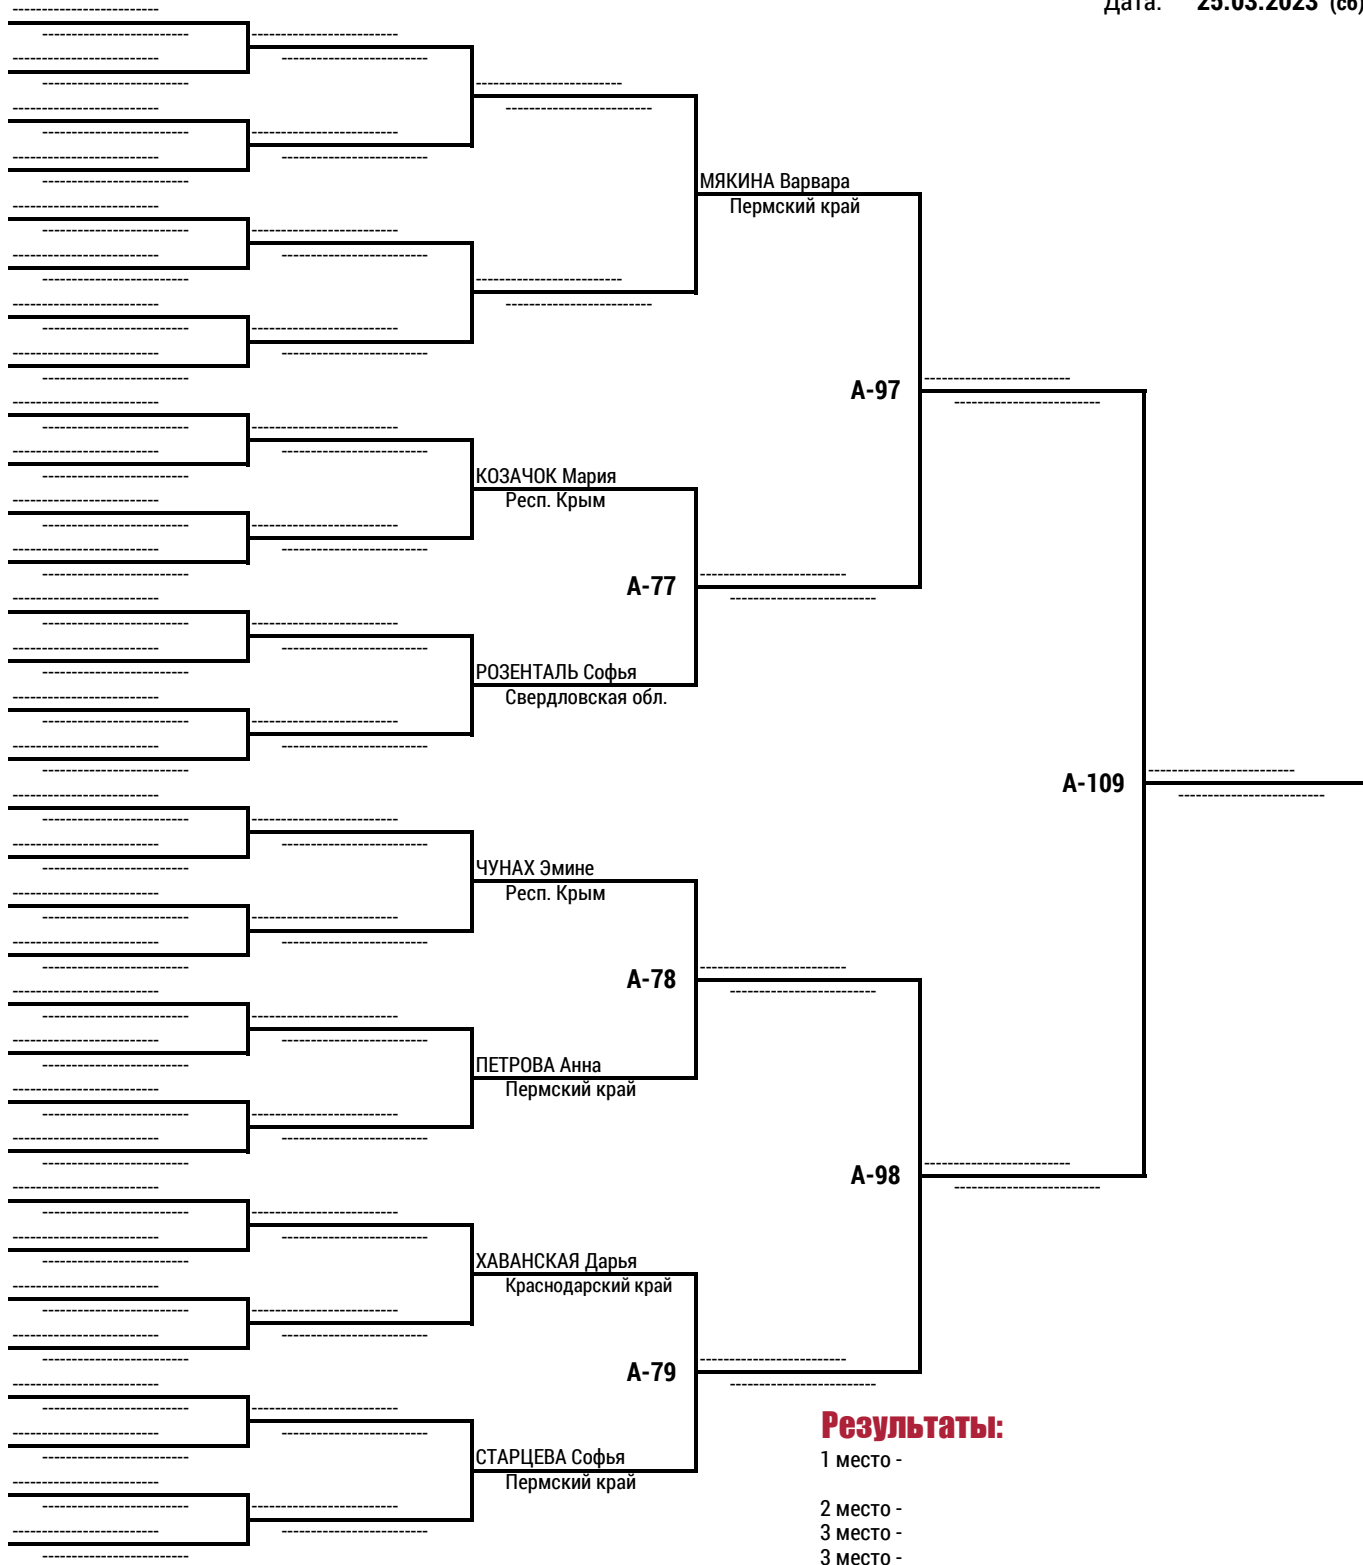 Дата: 25.03.2023 (сб)
МЯКИНА Варвара
Пермский край
А-97
КОЗАЧОК Мария
Респ. Крым
А-77
РОЗЕНТАЛЬ Софья
Свердловская обл.
А-109
ЧУНАХ Эмине
Респ. Крым
А-78
ПЕТРОВА Анна
Пермский край
А-98
ХАВАНСКАЯ Дарья
Краснодарский край
А-79
СТАРЦЕВА Софья
Пермский край
Результаты:
1 место -
2 место -
3 место -
3 место -